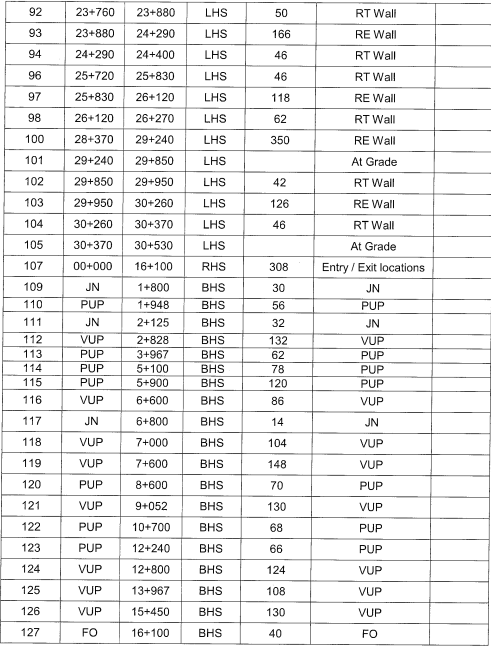 92 23+760 23+880 LHS 50 RT Wall
93 23+880 24+290 LHS 166 RE Wall
94 24+290 24+400 LHS 46 RT Wall
96 25+720 25+830 LHS 46 RT Wall
97 25+830 26+120 LHS 118 RE Wall
98 26+120 26+270 LHS 62 RT Wall
100 28+370 29+240 LHS 350 RE Wall
101 29+240 29+850 LHS At Grade
102 29+850 29+950 LHS 42 RT Wall
103 29+950 30+260 LHS 126 RE Wall
104 30+260 30+370 LHS 46 RT Wall
105 30+370 30+530 LHS At Grade
107 00+000 16+100 RHS 308 Entry / Exit locations
109 JN 1+800 BHS 30 JN
110 PUP 1+948 BHS 56 PUP
111 JN 2+125 BHS 32 JN
112 VUP 2+828 BHS 132 VUP
113 PUP 3+967 BHS 62 PUP
114 PUP 5+100 BHS 78 PUP
115 PUP 5+900 BHS 120 PUP
116 VUP 6+600 BHS 86 VUP
117 JN 6+800 BHS 14 JN
118 VUP 7+000 BHS 104 VUP
119 VUP 7+600 BHS 148 VUP
120 PUP 8+600 BHS 70 PUP
121 VUP 9+052 BHS 130 VUP
122 PUP 10+700 BHS 68 PUP
123 PUP 12+240 BHS 66 PUP
124 VUP 12+800 BHS 124 VUP
125 VUP 13+967 BHS 108 VUP
126 VUP 15+450 BHS 130 VUP
127 FO 16+100 BHS 40 FO